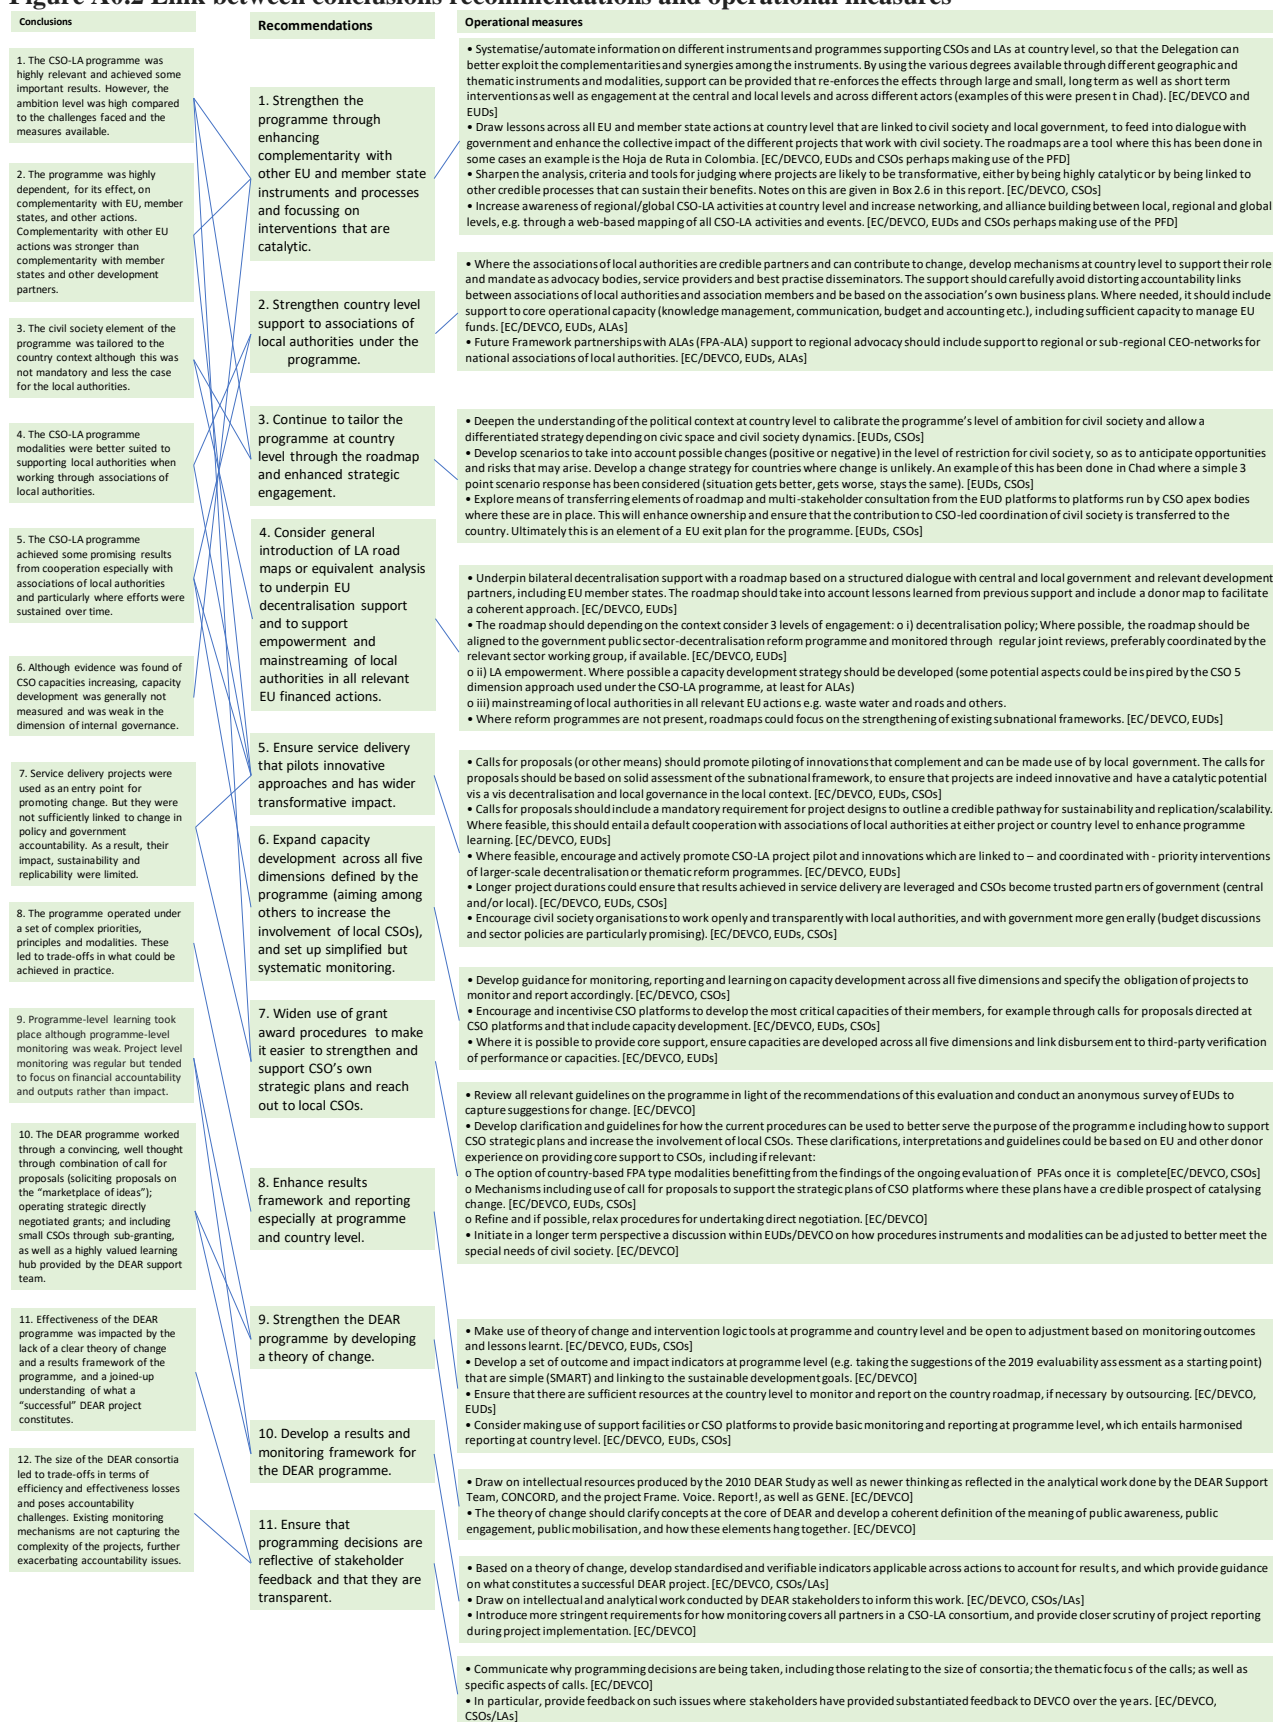 Figure A0.2 Link between conclusions recommendations and operational measures
Conclusions
1. The CSO-LA programme was
highly relevant and achieved some
important results. However, the
ambition level was high compared
to the challenges faced and the
measures available.
2. The programme was highly
dependent, for its effect, on
complementarity with EU, member
states, and other actions.
Complementarity with other EU
actions was stronger than
complementarity with member
states and other development
partners.
3. The civil society element of the
programme was tailored to the
country context although this was
not mandatory and less the case
for the local authorities.
4. The CSO-LA programme
modalities were better suited to
supporting local authorities when
working through associations of
local authorities.
5. The CSO-LA programme
achieved some promising results
from cooperation especially with
associations of local authorities
and particularly where efforts were
sustained over time.
6. Although evidence was found of
CSO capacities increasing, capacity
development was generally not
measured and was weak in the
dimension of internal governance.
7. Service delivery projects were
used as an entry point for
promoting change. But they were
not sufficiently linked to change in
policy and government
accountability. As a result, their
impact, sustainability and
replicability were limited.
8. The programme operated under
a set of complex priorities,
principles and modalities. These
led to trade-offs in what could be
achieved in practice.
9. Programme-level learning took
place although programme-level
monitoring was weak. Project level
monitoring was regular but tended
to focus on financial accountability
and outputs rather than impact.
10. The DEAR programme worked
through a convincing, well thought
through combination of call for
proposals (soliciting proposals on
the “marketplace of ideas”);
operating strategic directly
negotiated grants; and including
small CSOs through sub-granting,
as well as a highly valued learning
hub provided by the DEAR support
team.
11. Effectiveness of the DEAR
programme was impacted by the
lack of a clear theory of change
and a results framework of the
programme, and a joined-up
understanding of what a
“successful” DEAR project
constitutes.
12. The size of the DEAR consortia
led to trade-offs in terms of
efficiency and effectiveness losses
and poses accountability
challenges. Existing monitoring
mechanisms are not capturing the
complexity of the projects, further
exacerbating accountability issues.
Recommendations
1. Strengthen the
programme through
enhancing
complementarity with
other EU and member state
instruments and processes
and focussing on
interventions that are
catalytic.
2. Strengthen country level
support to associations of
local authorities under the
programme.
3. Continue to tailor the
programme at country
level through the roadmap
and enhanced strategic
engagement.
4. Consider general
introduction of LA road
maps or equivalent analysis
to underpin EU
decentralisation support
and to support
empowerment and
mainstreaming of local
authorities in all relevant
EU financed actions.
5. Ensure service delivery
that pilots innovative
approaches and has wider
transformative impact.
6. Expand capacity
development across all five
dimensions defined by the
programme (aiming among
others to increase the
involvement of local CSOs),
and set up simplified but
systematic monitoring.
7. Widen use of grant
award procedures to make
it easier to strengthen and
support CSO’s own
strategic plans and reach
out to local CSOs.
8. Enhance results
framework and reporting
especially at programme
and country level.
9. Strengthen the DEAR
programme by developing
a theory of change.
10. Develop a results and
monitoring framework for
the DEAR programme.
11. Ensure that
programming decisions are
reflective of stakeholder
feedback and that they are
transparent.
Operational measures
• Systematise/automate information on different instruments and programmes supporting CSOs and LAs at country level, so that the Delegation can
better exploit the complementarities and synergies among the instruments. By using the various degrees available through different geographic and
thematic instruments and modalities, support can be provided that re-enforces the effects through large and small, long term as well as short term
interventions as well as engagement at the central and local levels and across different actors (examples of this were present in Chad). [EC/DEVCO and
EUDs]
• Draw lessons across all EU and member state actions at country level that are linked to civil society and local government, to feed into dialogue with
government and enhance the collective impact of the different projects that work with civil society. The roadmaps are a tool where this has been done in
some cases an example is the Hoja de Ruta in Colombia. [EC/DEVCO, EUDs and CSOs perhaps making use of the PFD]
• Sharpen the analysis, criteria and tools for judging where projects are likely to be transformative, either by being highly catalytic or by being linked to
other credible processes that can sustain their benefits. Notes on this are given in Box 2.6 in this report. [EC/DEVCO, CSOs]
• Increase awareness of regional/global CSO-LA activities at country level and increase networking, and alliance building between local, regional and global
levels, e.g. through a web-based mapping of all CSO-LA activities and events. [EC/DEVCO, EUDs and CSOs perhaps making use of the PFD]
• Where the associations of local authorities are credible partners and can contribute to change, develop mechanisms at country level to support their role
and mandate as advocacy bodies, service providers and best practise disseminators. The support should carefully avoid distorting accountability links
between associations of local authorities and association members and be based on the association’s own business plans. Where needed, it should include
support to core operational capacity (knowledge management, communication, budget and accounting etc.), including sufficient capacity to manage EU
funds. [EC/DEVCO, EUDs, ALAs]
• Future Framework partnerships with ALAs (FPA-ALA) support to regional advocacy should include support to regional or sub-regional CEO-networks for
national associations of local authorities. [EC/DEVCO, EUDs, ALAs]
• Deepen the understanding of the political context at country level to calibrate the programme’s level of ambition for civil society and allow a
differentiated strategy depending on civic space and civil society dynamics. [EUDs, CSOs]
• Develop scenarios to take into account possible changes (positive or negative) in the level of restriction for civil society, so as to anticipate opportunities
and risks that may arise. Develop a change strategy for countries where change is unlikely. An example of this has been done in Chad where a simple 3
point scenario response has been considered (situation gets better, gets worse, stays the same). [EUDs, CSOs]
• Explore means of transferring elements of roadmap and multi-stakeholder consultation from the EUD platforms to platforms run by CSO apex bodies
where these are in place. This will enhance ownership and ensure that the contribution to CSO-led coordination of civil society is transferred to the
country. Ultimately this is an element of a EU exit plan for the programme. [EUDs, CSOs]
• Underpin bilateral decentralisation support with a roadmap based on a structured dialogue with central and local government and relevant development
partners, including EU member states. The roadmap should take into account lessons learned from previous support and include a donor map to facilitate
a coherent approach. [EC/DEVCO, EUDs]
• The roadmap should depending on the context consider 3 levels of engagement: o i) decentralisation policy; Where possible, the roadmap should be
aligned to the government public sector-decentralisation reform programme and monitored through regular joint reviews, preferably coordinated by the
relevant sector working group, if available. [EC/DEVCO, EUDs]
o ii) LA empowerment. Where possible a capacity development strategy should be developed (some potential aspects could be inspired by the CSO 5
dimension approach used under the CSO-LA programme, at least for ALAs)
o iii) mainstreaming of local authorities in all relevant EU actions e.g. waste water and roads and others.
• Where reform programmes are not present, roadmaps could focus on the strengthening of existing subnational frameworks. [EC/DEVCO, EUDs]
• Calls for proposals (or other means) should promote piloting of innovations that complement and can be made use of by local government. The calls for
proposals should be based on solid assessment of the subnational framework, to ensure that projects are indeed innovative and have a catalytic potential
vis a vis decentralisation and local governance in the local context. [EC/DEVCO, EUDs, CSOs]
• Calls for proposals should include a mandatory requirement for project designs to outline a credible pathway for sustainability and replication/scalability.
Where feasible, this should entail a default cooperation with associations of local authorities at either project or country level to enhance programme
learning. [EC/DEVCO, EUDs]
• Where feasible, encourage and actively promote CSO-LA project pilot and innovations which are linked to – and coordinated with - priority interventions
of larger-scale decentralisation or thematic reform programmes. [EC/DEVCO, EUDs]
• Longer project durations could ensure that results achieved in service delivery are leveraged and CSOs become trusted partners of government (central
and/or local). [EC/DEVCO, EUDs, CSOs]
• Encourage civil society organisations to work openly and transparently with local authorities, and with government more generally (budget discussions
and sector policies are particularly promising). [EC/DEVCO, EUDs, CSOs]
• Develop guidance for monitoring, reporting and learning on capacity development across all five dimensions and specify the obligation of projects to
monitor and report accordingly. [EC/DEVCO, CSOs]
• Encourage and incentivise CSO platforms to develop the most critical capacities of their members, for example through calls for proposals directed at
CSO platforms and that include capacity development. [EC/DEVCO, EUDs, CSOs]
• Where it is possible to provide core support, ensure capacities are developed across all five dimensions and link disbursement to third-party verification
of performance or capacities. [EC/DEVCO, EUDs]
• Review all relevant guidelines on the programme in light of the recommendations of this evaluation and conduct an anonymous survey of EUDs to
capture suggestions for change. [EC/DEVCO]
• Develop clarification and guidelines for how the current procedures can be used to better serve the purpose of the programme including how to support
CSO strategic plans and increase the involvement of local CSOs. These clarifications, interpretations and guidelines could be based on EU and other donor
experience on providing core support to CSOs, including if relevant:
o The option of country-based FPA type modalities benefitting from the findings of the ongoing evaluation of PFAs once it is complete[EC/DEVCO, CSOs]
o Mechanisms including use of call for proposals to support the strategic plans of CSO platforms where these plans have a credible prospect of catalysing
change. [EC/DEVCO, EUDs, CSOs]
o Refine and if possible, relax procedures for undertaking direct negotiation. [EC/DEVCO]
• Initiate in a longer term perspective a discussion within EUDs/DEVCO on how procedures instruments and modalities can be adjusted to better meet the
special needs of civil society. [EC/DEVCO]
• Make use of theory of change and intervention logic tools at programme and country level and be open to adjustment based on monitoring outcomes
and lessons learnt. [EC/DEVCO, EUDs, CSOs]
• Develop a set of outcome and impact indicators at programme level (e.g. taking the suggestions of the 2019 evaluability assessment as a starting point)
that are simple (SMART) and linking to the sustainable development goals. [EC/DEVCO]
• Ensure that there are sufficient resources at the country level to monitor and report on the country roadmap, if necessary by outsourcing. [EC/DEVCO,
EUDs]
• Consider making use of support facilities or CSO platforms to provide basic monitoring and reporting at programme level, which entails harmonised
reporting at country level. [EC/DEVCO, EUDs, CSOs]
• Draw on intellectual resources produced by the 2010 DEAR Study as well as newer thinking as reflected in the analytical work done by the DEAR Support
Team, CONCORD, and the project Frame. Voice. Report!, as well as GENE. [EC/DEVCO]
• The theory of change should clarify concepts at the core of DEAR and develop a coherent definition of the meaning of public awareness, public
engagement, public mobilisation, and how these elements hang together. [EC/DEVCO]
• Based on a theory of change, develop standardised and verifiable indicators applicable across actions to account for results, and which provide guidance
on what constitutes a successful DEAR project. [EC/DEVCO, CSOs/LAs]
• Draw on intellectual and analytical work conducted by DEAR stakeholders to inform this work. [EC/DEVCO, CSOs/LAs]
• Introduce more stringent requirements for how monitoring covers all partners in a CSO-LA consortium, and provide closer scrutiny of project reporting
during project implementation. [EC/DEVCO]
• Communicate why programming decisions are being taken, including those relating to the size of consortia; the thematic focus of the calls; as well as
specific aspects of calls. [EC/DEVCO]
• In particular, provide feedback on such issues where stakeholders have provided substantiated feedback to DEVCO over the years. [EC/DEVCO,
CSOs/LAs]